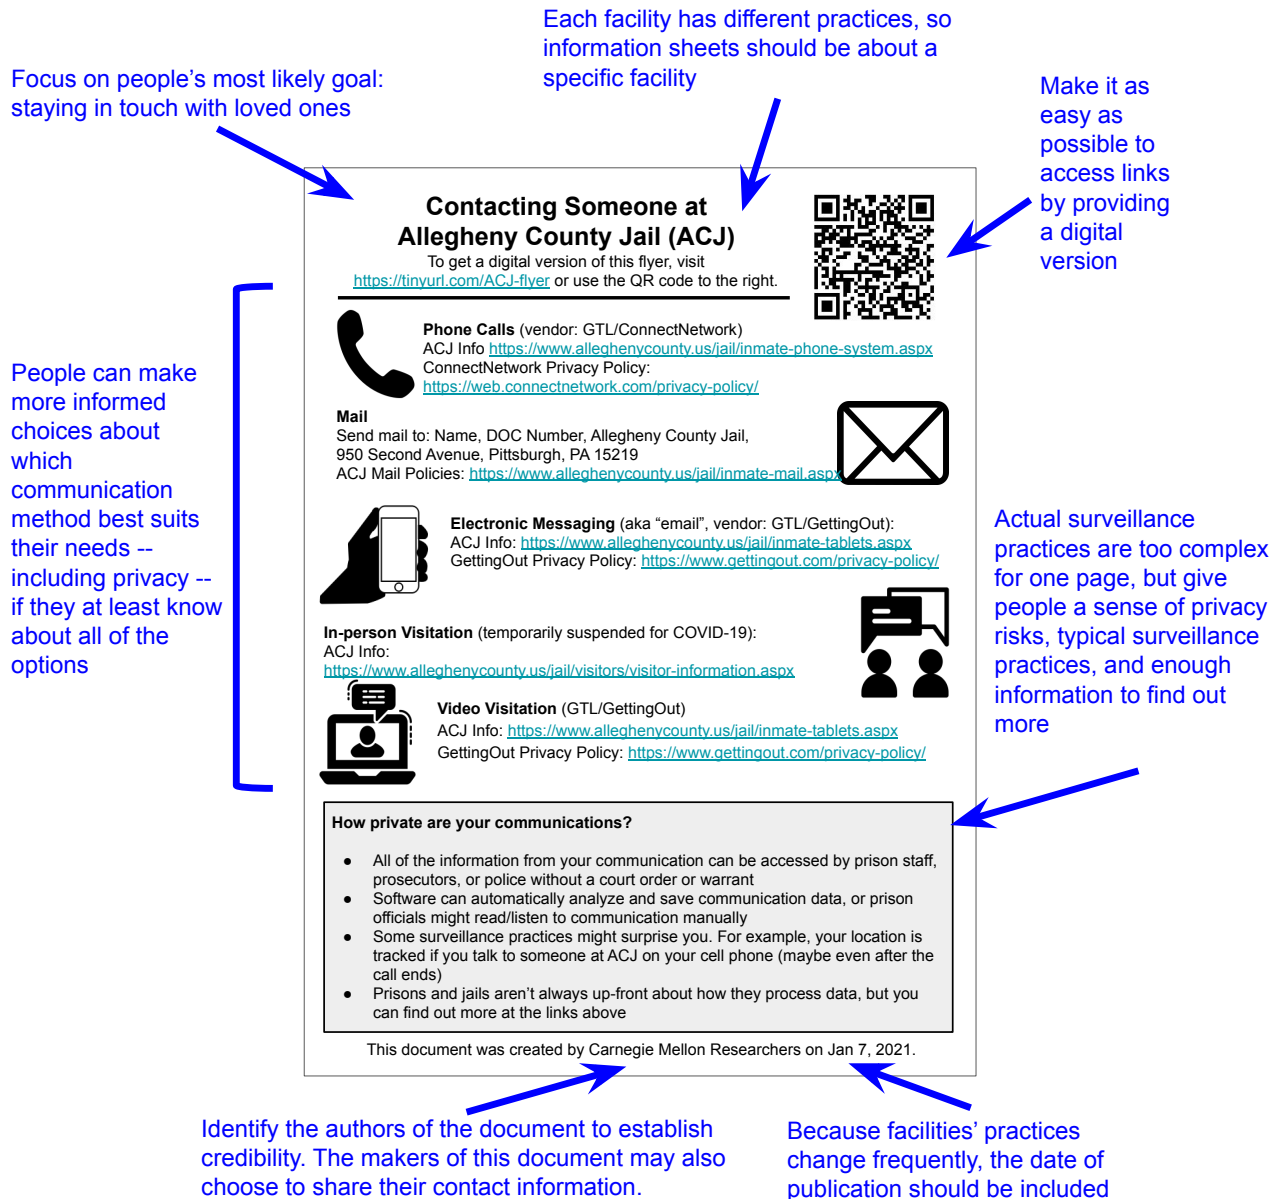 Each facility has different practices, so
information sheets should be about a
specific facility
Focus on people's most likely goal:
staying in touch with loved ones
Make it as
easy as
possible to
access links
by providing
a digital
version
Contacting Someone at
Allegheny County Jail (ACJ)
To get a digital version of this flyer, visit
https://tinyurl.com/ACJ-flyer or use the QR code to the right.
People can make
more informed
choices about
which
communication
method best suits
their needs --
including privacy --
if they at least know
about all of the
options
Phone Calls (vendor: GTL/ConnectNetwork)
ACJ Info https://www.alleghenycounty.us/jail/inmate-phone-system.aspx
ConnectNetwork Privacy Policy:
https://web.connectnetwork.com/privacy-policy/
Mail
Send mail to: Name, DOC Number, Allegheny County Jail,
950 Second Avenue, Pittsburgh, PA 15219
ACJ Mail Policies: https://www.alleghenycounty.us/jail/inmate-mail.aspx
Electronic Messaging (aka "email", vendor: GTL/GettingOut):
ACJ Info: https://www.alleghenycounty.us/jail/inmate-tablets.aspx
GettingOut Privacy Policy: https://www.gettingout.com/privacy-policy/
In-person Visitation (temporarily suspended for COVID-19):
ACJ Info:
https://www.alleghenycounty.us/jail/visitors/visitor-information.aspx
Video Visitation (GTL/GettingOut)
ACJ Info: https://www.alleghenycounty.us/jail/inmate-tablets.aspx
GettingOut Privacy Policy: https://www.gettingout.com/privacy-policy/
Actual surveillance
practices are too complex
for one page, but give
people a sense of privacy
risks, typical surveillance
practices, and enough
information to find out
more
How private are your communications?
● All of the information from your communication can be accessed by prison staff,
prosecutors, or police without a court order or warrant
● Software can automatically analyze and save communication data, or prison
officials might read/listen to communication manually
● Some surveillance practices might surprise you. For example, your location is
tracked if you talk to someone at ACJ on your cell phone (maybe even after the
call ends)
● Prisons and jails aren't always up-front about how they process data, but you
can find out more at the links above
This document was created by Carnegie Mellon Researchers on Jan 7, 2021.
Identify the authors of the document to establish
credibility. The makers of this document may also
choose to share their contact information.
Because facilities' practices
change frequently, the date of
publication should be included